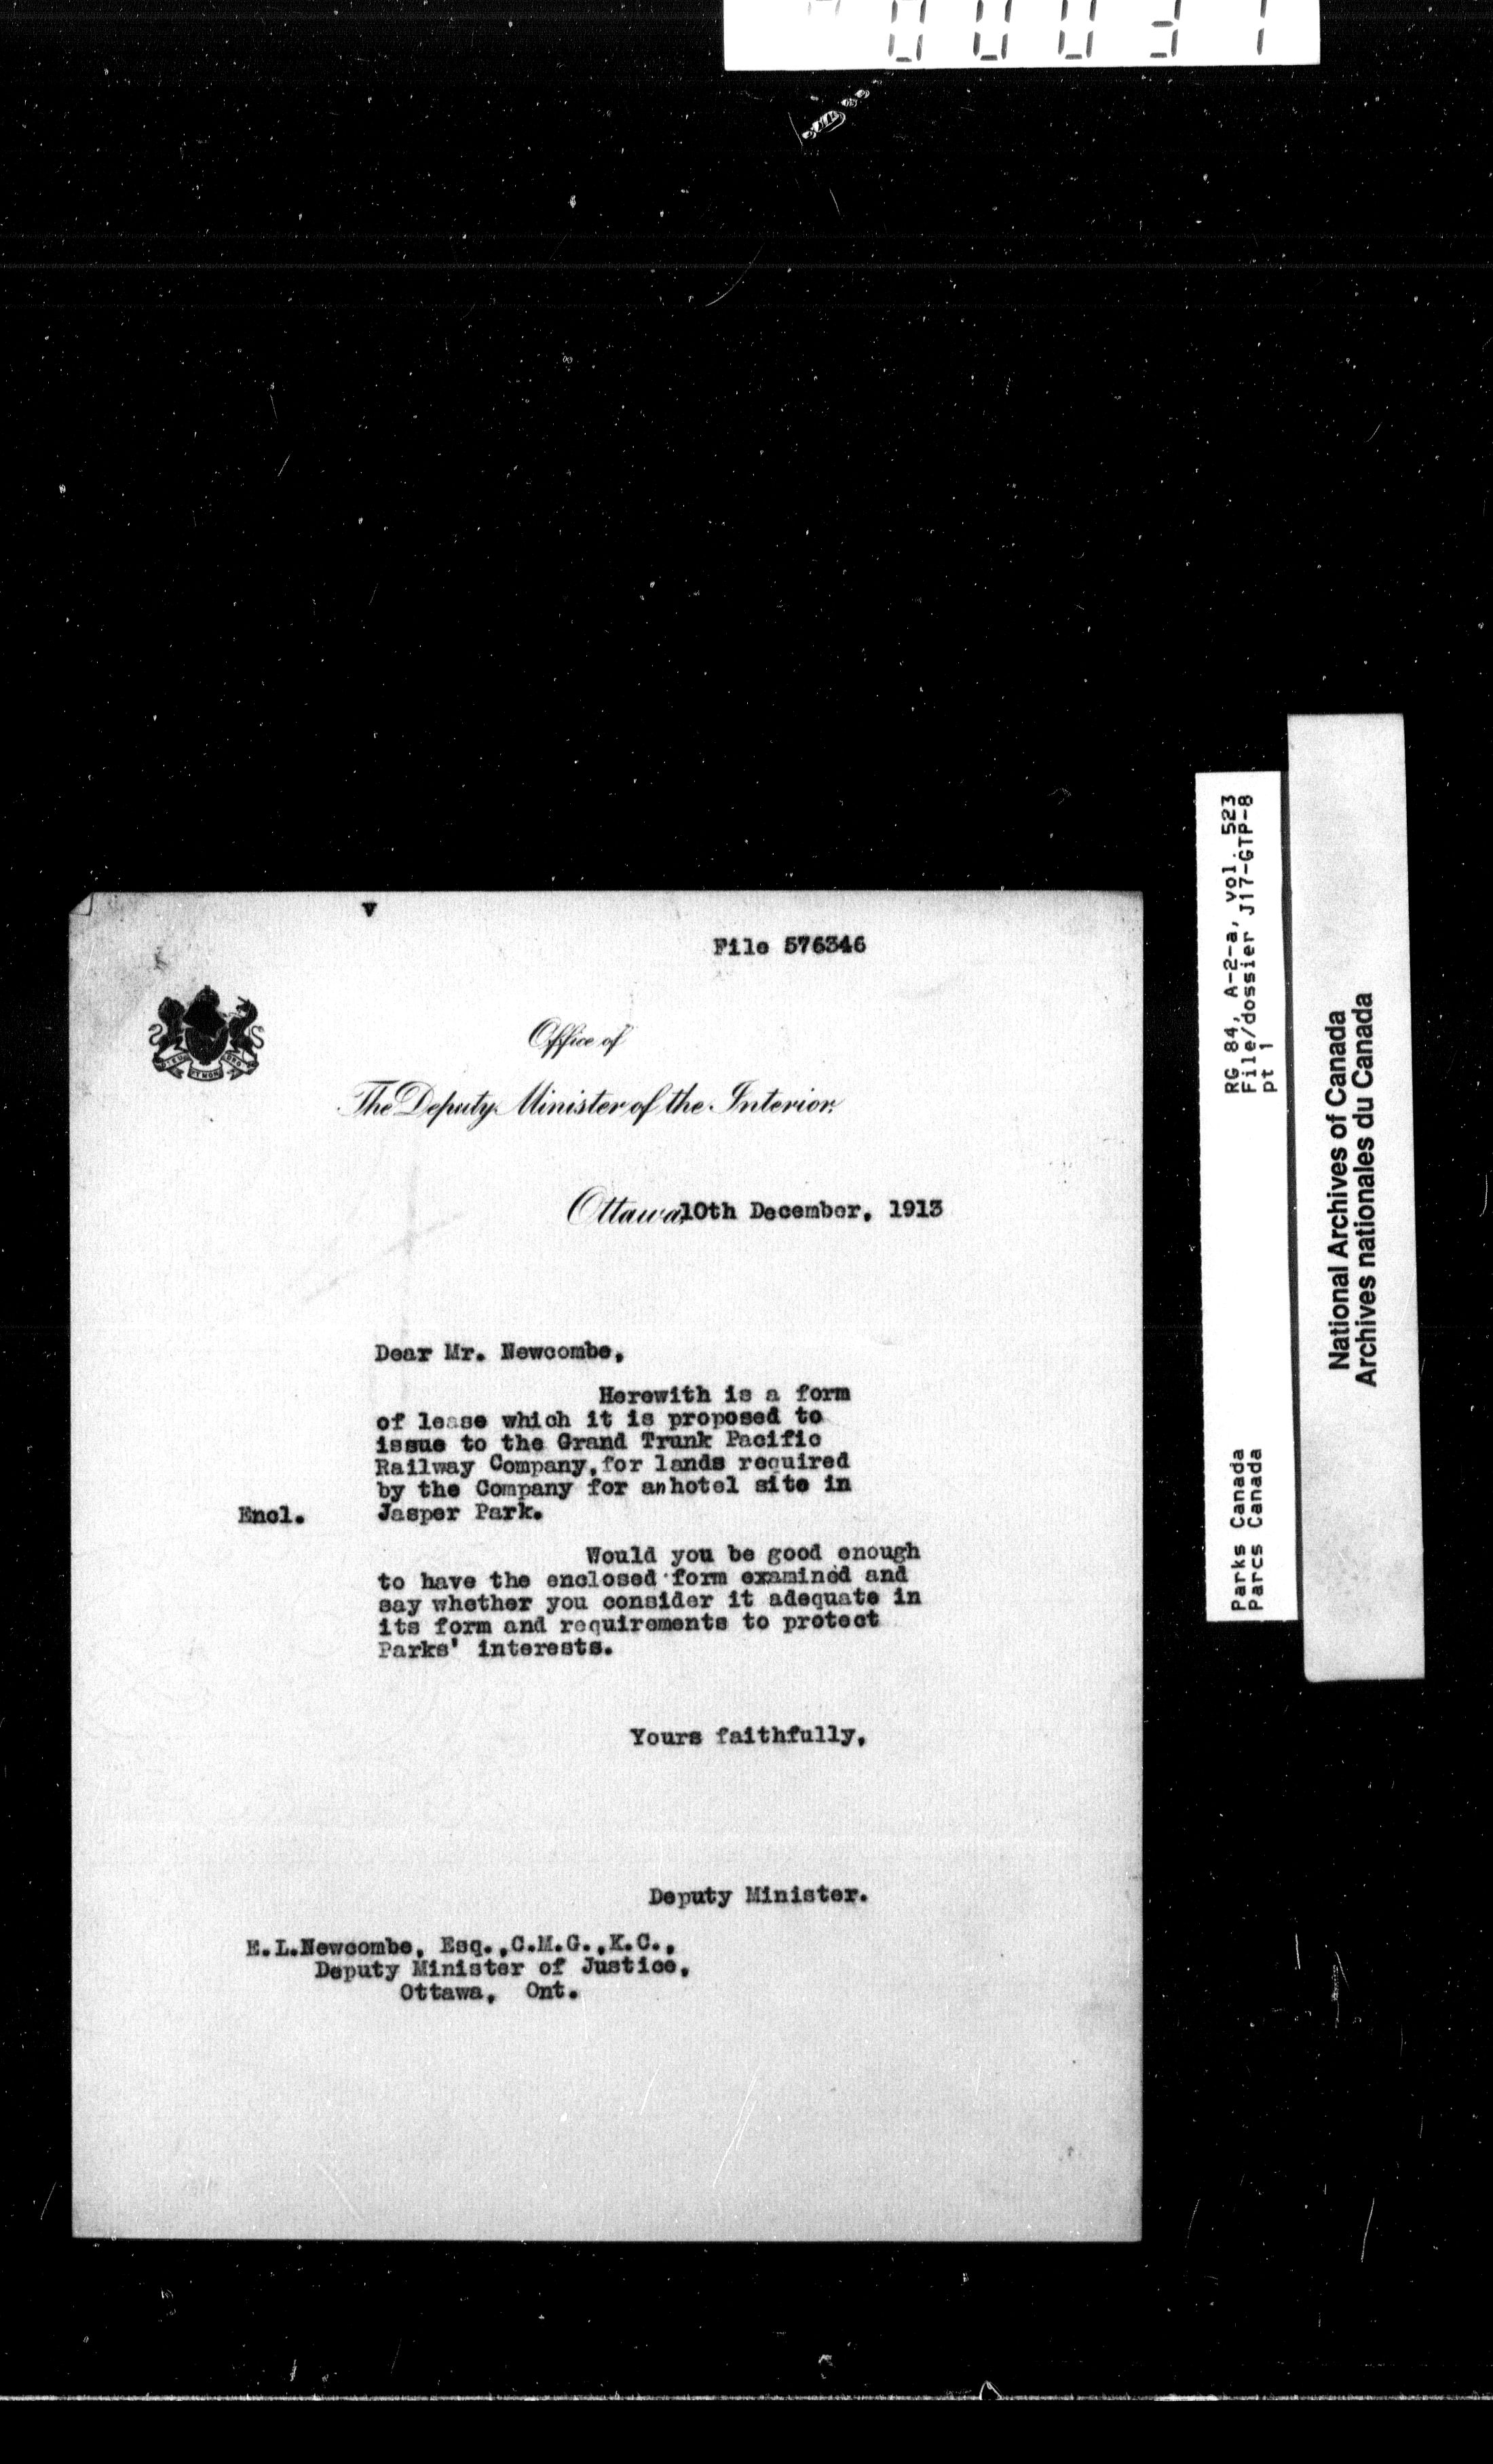 V
File 576346
Office of
The Deputy Minister of the Interior.
Ottawa, 10th December, 1913
Dear Mr. Newcombe,
Herewith is a form
of lease which it is proposed to
issue to the Grand Trunk Pacific
Railway Company, for lands required
by the Company for an hotel site in
Encl. Jasper Park.
Would you be good enough
to have the enclosed form examined and
say whether you consider it adequate in
its form and requirements to protect
Parks' interests.
Yours faithfully,
Deputy Minister.
E.L.Newcombe, Esq.,C.M.G.,K.C.,
Deputy Minister of Justice,
Ottawa, Ont.
RG 84, A-2-a, vol. 523
File/dossier J17-GTP-8
pt 1
Parks Canada
Parcs Canada
National Archives of Canada
Archives nationales du Canada